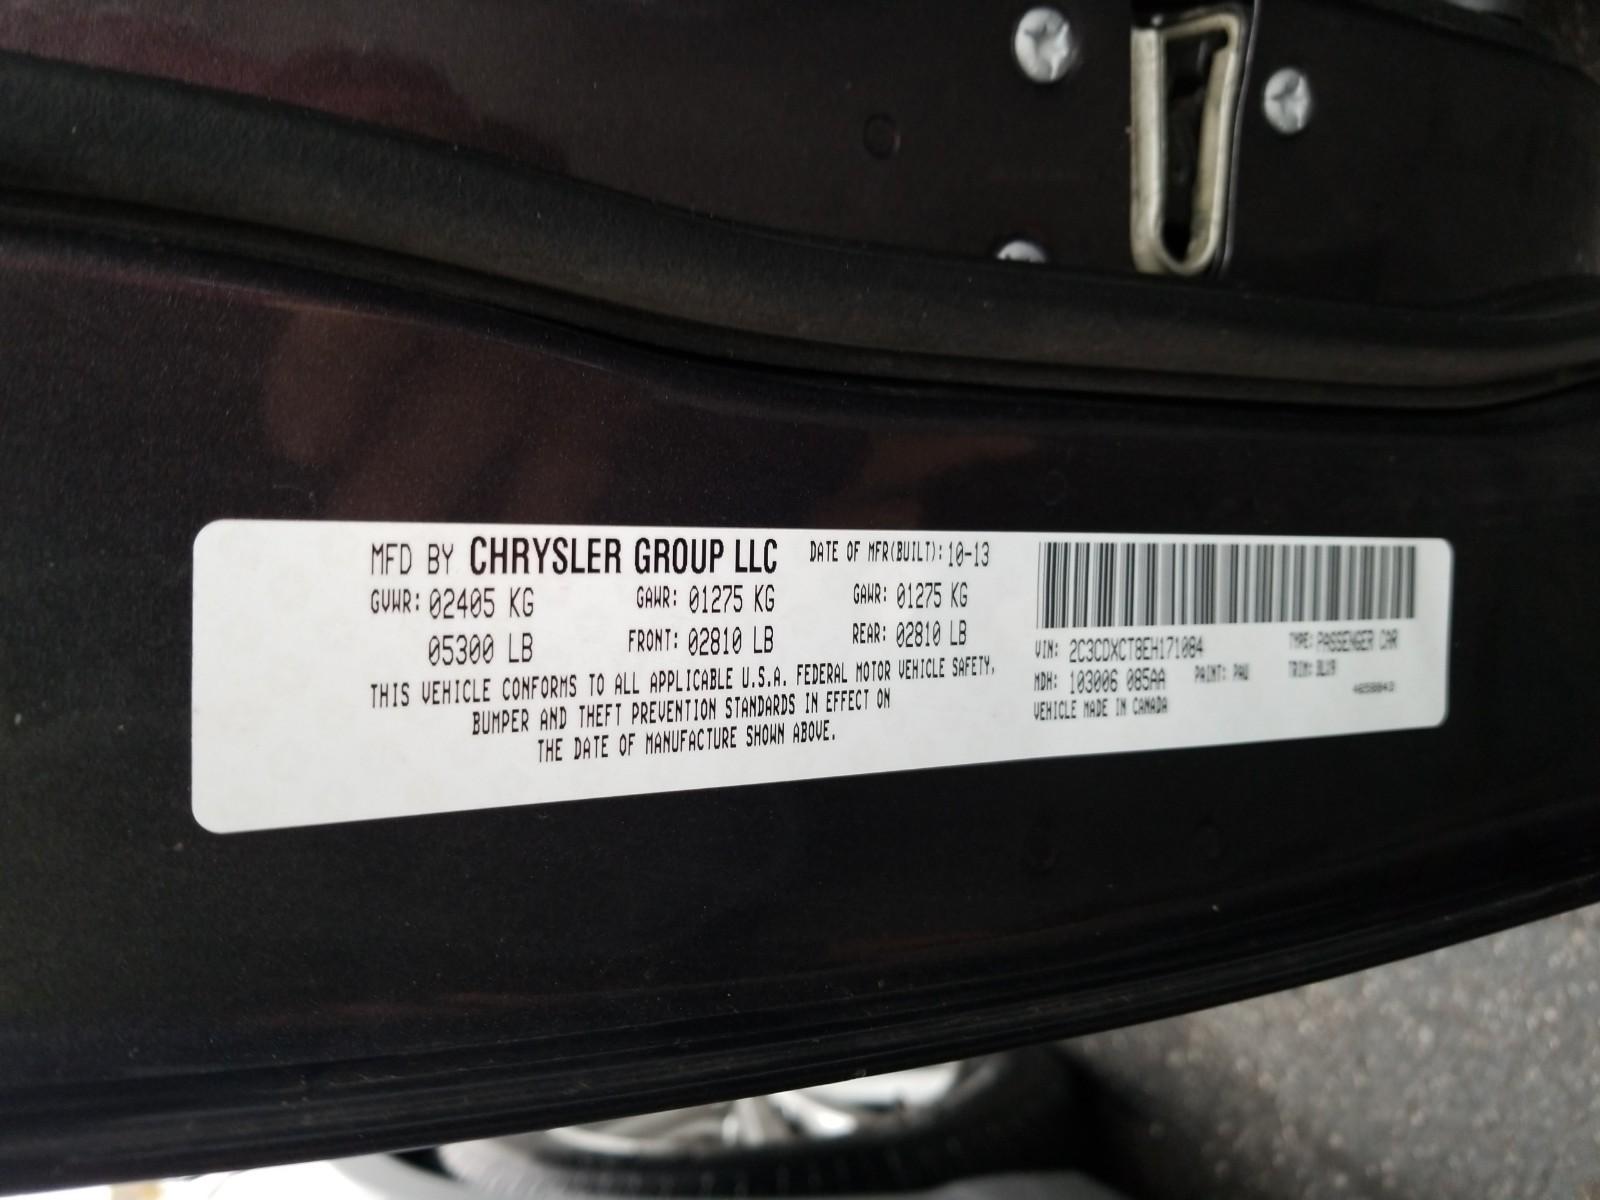 MFD BY CHRYSLER GROUP LLC DATE OF MFR(BUILT): 10-13
GVWR: 02405 KG GAWR: 01275 KG GAWR: 01275 KG
05300 LB FRONT: 02810 LB REAR: 02810 LB
THIS VEHICLE CONFORMS TO ALL APPLICABLE U.S.A. FEDERAL MOTOR VEHICLE SAFETY,
BUMPER AND THEFT PREVENTION STANDARDS IN EFFECT ON
THE DATE OF MANUFACTURE SHOWN ABOVE.
VIN: 2C3CDXCT8EH171084 TYPE: PASSENGER CAR
MDH: 103006 085AA PAINT: PAU TRIM:
VEHICLE MADE IN CANADA